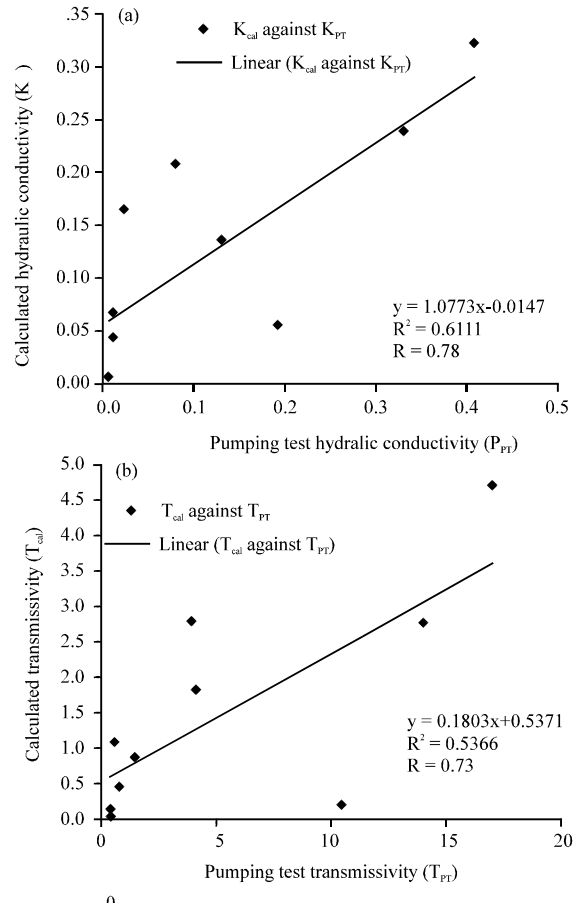 (a)
K_cal against K_PT
Linear (K_cal against K_PT)
Calculated hydraulic conductivity (K )
.35
0.30
0.25
0.20
0.15
0.10
0.05
0.00
y = 1.0773x-0.0147
R² = 0.6111
R = 0.78
0.0 0.1 0.2 0.3 0.4 0.5
Pumping test hydralic conductivity (P_PT)
(b)
T_cal against T_PT
Linear (T_cal against T_PT)
Calculated transmissivity (T_cal)
5.0
4.5
4.0
3.5
3.0
2.0
1.5
1.0
0.5
0.0
y = 0.1803x+0.5371
R² = 0.5366
R = 0.73
0 5 10 15 20
Pumping test transmissivity (T_PT)
0